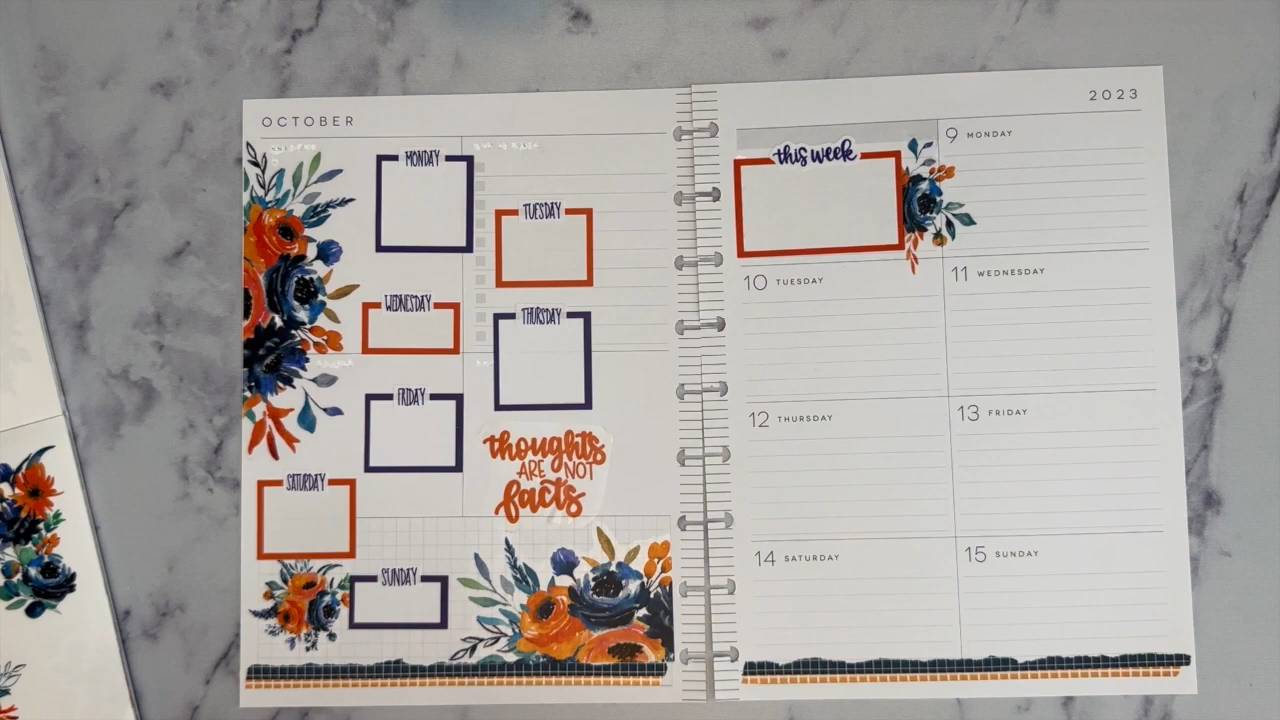 OCTOBER
MONDAY
TUESDAY
WEDNESDAY
THURSDAY
FRIDAY
thoughts
ARE NOT
facts
SATURDAY
SUNDAY
2023
this week
9 MONDAY
10 TUESDAY
11 WEDNESDAY
12 THURSDAY
13 FRIDAY
14 SATURDAY
15 SUNDAY